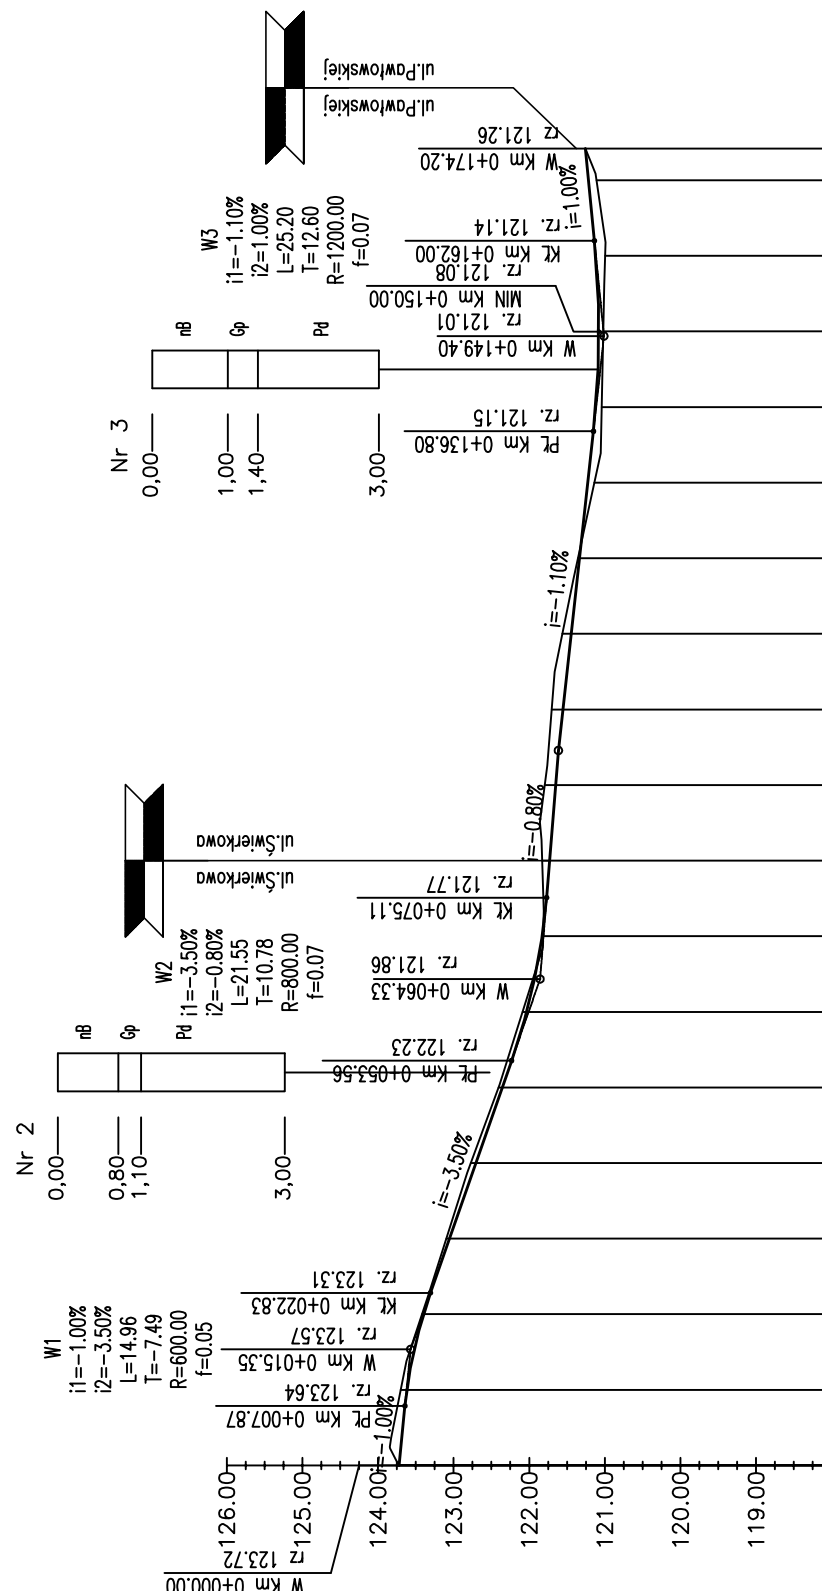 ul.Pawłowskiej
ul.Pawłowskiej
W Km 0+174.20
rz 121.26
i=1.00%
KŁ Km 0+162.00
rz. 121.14
MIN Km 0+150.00
rz. 121.08
W Km 0+149.40
rz. 121.01
PŁ Km 0+136.80
rz. 121.15
W3
i1=-1.10%
i2=1.00%
L=25.20
T=12.60
R=1200.00
f=0.07
nB
Gp
Pd
Nr 3
0,00
1,00
1,40
3,00
i=-1.10%
i=-0.80%
ul.Świerkowa
ul.Świerkowa
KŁ Km 0+075.11
rz. 121.77
W Km 0+064.33
rz. 121.86
PŁ Km 0+053.56
rz. 122.23
W2
i1=-3.50%
i2=-0.80%
L=21.55
T=10.78
R=800.00
f=0.07
nB
Gp
Pd
Nr 2
0,00
0,80
1,10
3,00
i=-3.50%
KŁ Km 0+022.83
rz. 123.31
W Km 0+015.35
rz. 123.57
PŁ Km 0+007.87
rz. 123.64
i=-1.00%
W1
i1=-1.00%
i2=-3.50%
L=14.96
T=-7.49
R=600.00
f=0.05
126.00
125.00
124.00
123.00
122.00
121.00
120.00
119.00
W Km 0+000.00
rz 123.72